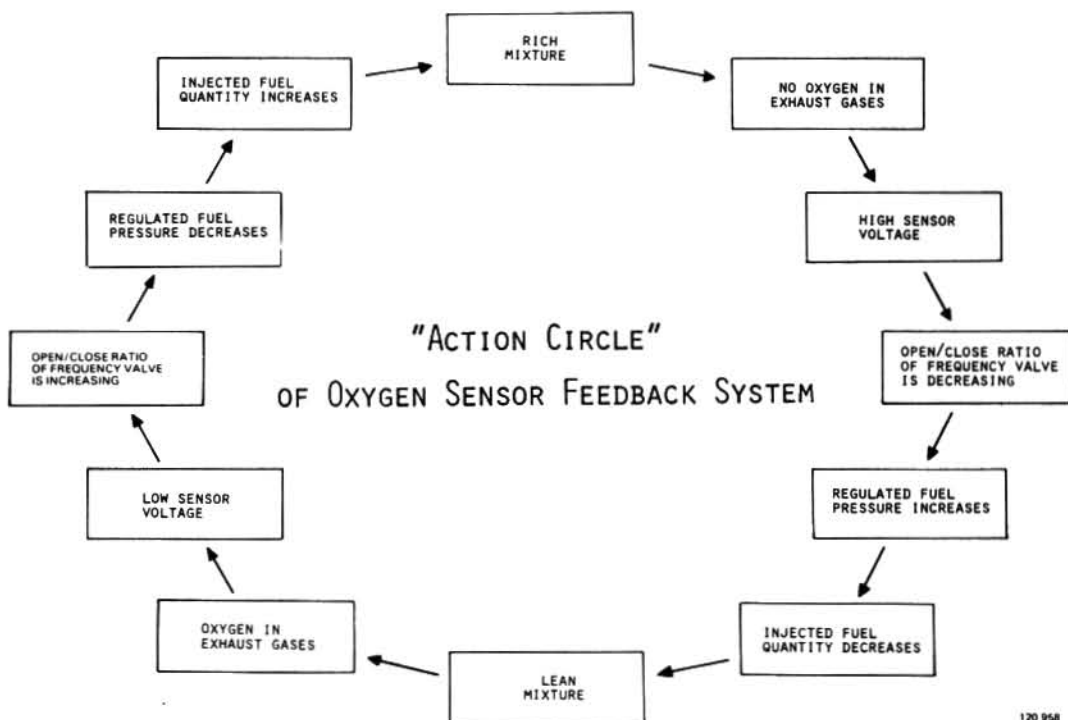 RICH
MIXTURE
NO OXYGEN IN
EXHAUST GASES
HIGH SENSOR
VOLTAGE
OPEN/CLOSE RATIO
OF FREQUENCY VALVE
IS DECREASING
REGULATED FUEL
PRESSURE INCREASES
INJECTED FUEL
QUANTITY DECREASES
LEAN
MIXTURE
OXYGEN IN
EXHAUST GASES
LOW SENSOR
VOLTAGE
OPEN/CLOSE RATIO
OF FREQUENCY VALVE
IS INCREASING
REGULATED FUEL
PRESSURE DECREASES
INJECTED FUEL
QUANTITY INCREASES
"ACTION CIRCLE"
OF OXYGEN SENSOR FEEDBACK SYSTEM
120 958